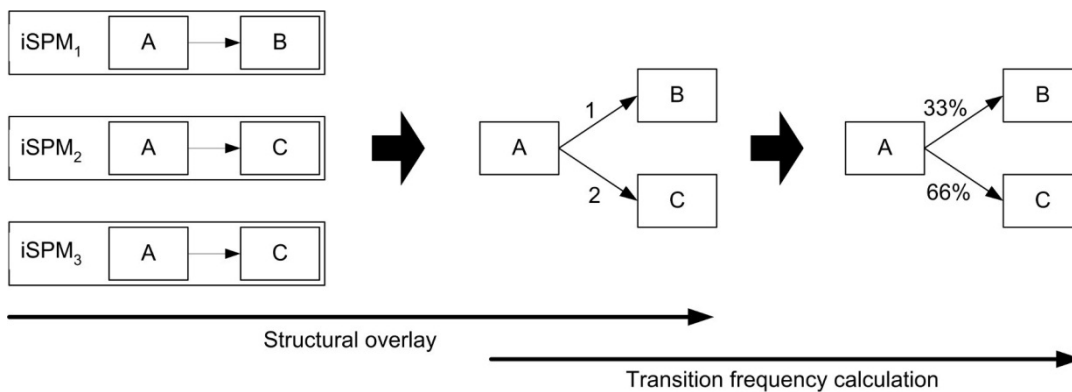 iSPM1 A B
iSPM2 A C
iSPM3 A C
A 1 B
2 C
A 33% B
66% C
Structural overlay
Transition frequency calculation